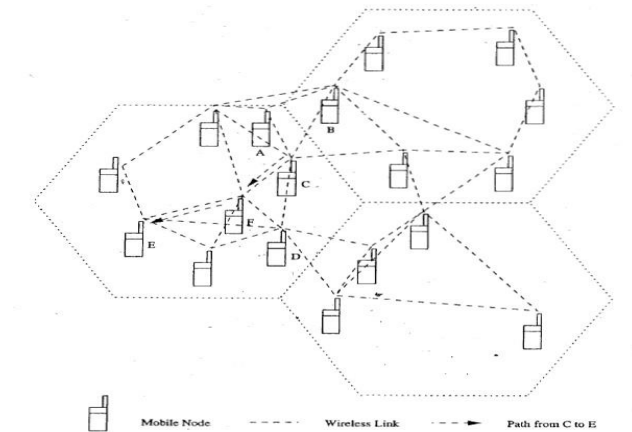 B
A
C
F
E
D
Mobile Node
Wireless Link
Path from C to E